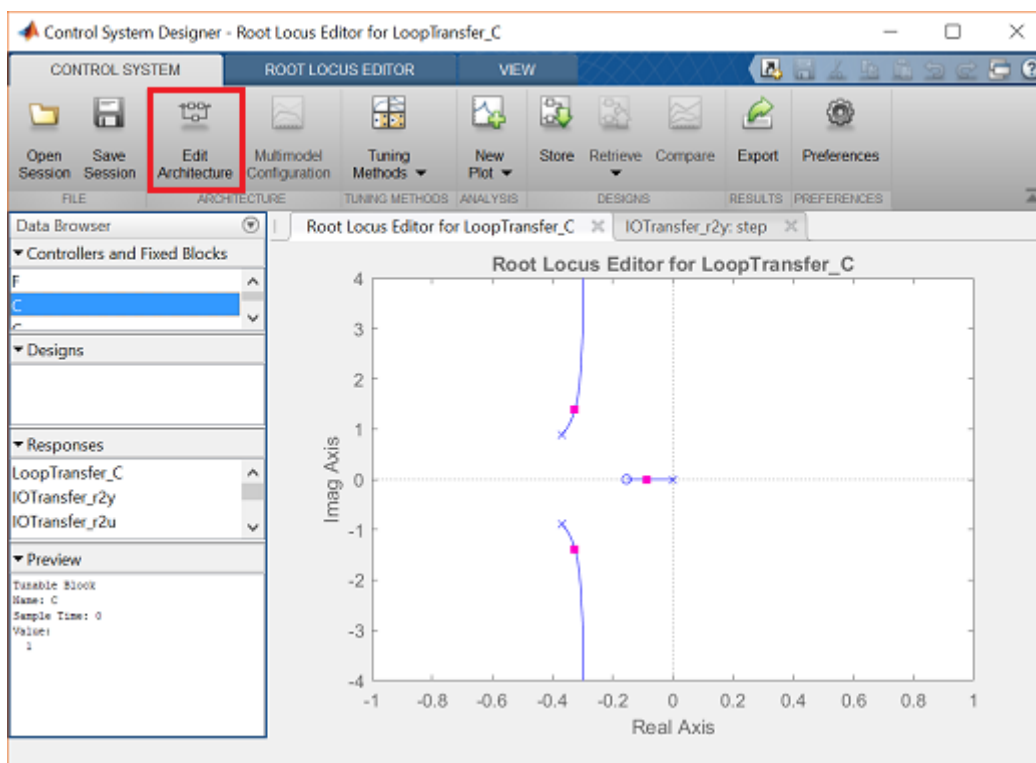 Control System Designer - Root Locus Editor for LoopTransfer_C
CONTROL SYSTEM ROOT LOCUS EDITOR VIEW
Open Session Save Session Edit Architecture Multimodel Configuration Tuning Methods New Plot Store Retrieve Compare Export Preferences
FILE ARCHITECTURE TUNING METHODS ANALYSIS DESIGNS RESULTS PREFERENCES
Data Browser
Root Locus Editor for LoopTransfer_C IOTransfer_r2y: step
Controllers and Fixed Blocks
F
C
Designs
Responses
LoopTransfer_C
IOTransfer_r2y
IOTransfer_r2u
Preview
Tunable Block
Name: C
Sample Time: 0
Value:
1
Root Locus Editor for LoopTransfer_C
4
3
2
1
0
-1
-2
-3
-4
Imag Axis
-1 -0.8 -0.6 -0.4 -0.2 0 0.2 0.4 0.6 0.8 1
Real Axis